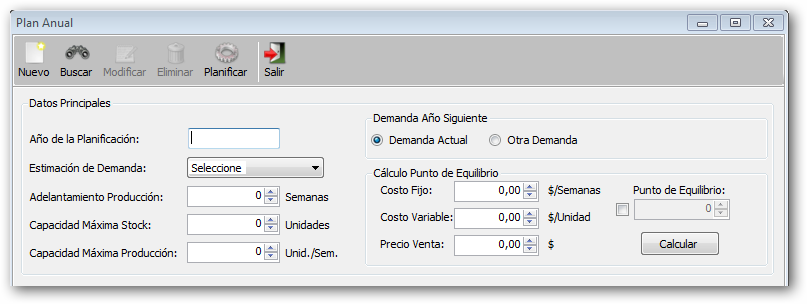 Plan Anual
Nuevo Buscar Modificar Eliminar Planificar Salir
Datos Principales
Año de la Planificación:
Estimación de Demanda: Seleccione
Adelantamiento Producción: 0 Semanas
Capacidad Máxima Stock: 0 Unidades
Capacidad Máxima Producción: 0 Unid./Sem.
Demanda Año Siguiente
Demanda Actual Otra Demanda
Cálculo Punto de Equilibrio
Costo Fijo: 0,00 $/Semanas
Costo Variable: 0,00 $/Unidad
Precio Venta: 0,00 $
Punto de Equilibrio:
0
Calcular